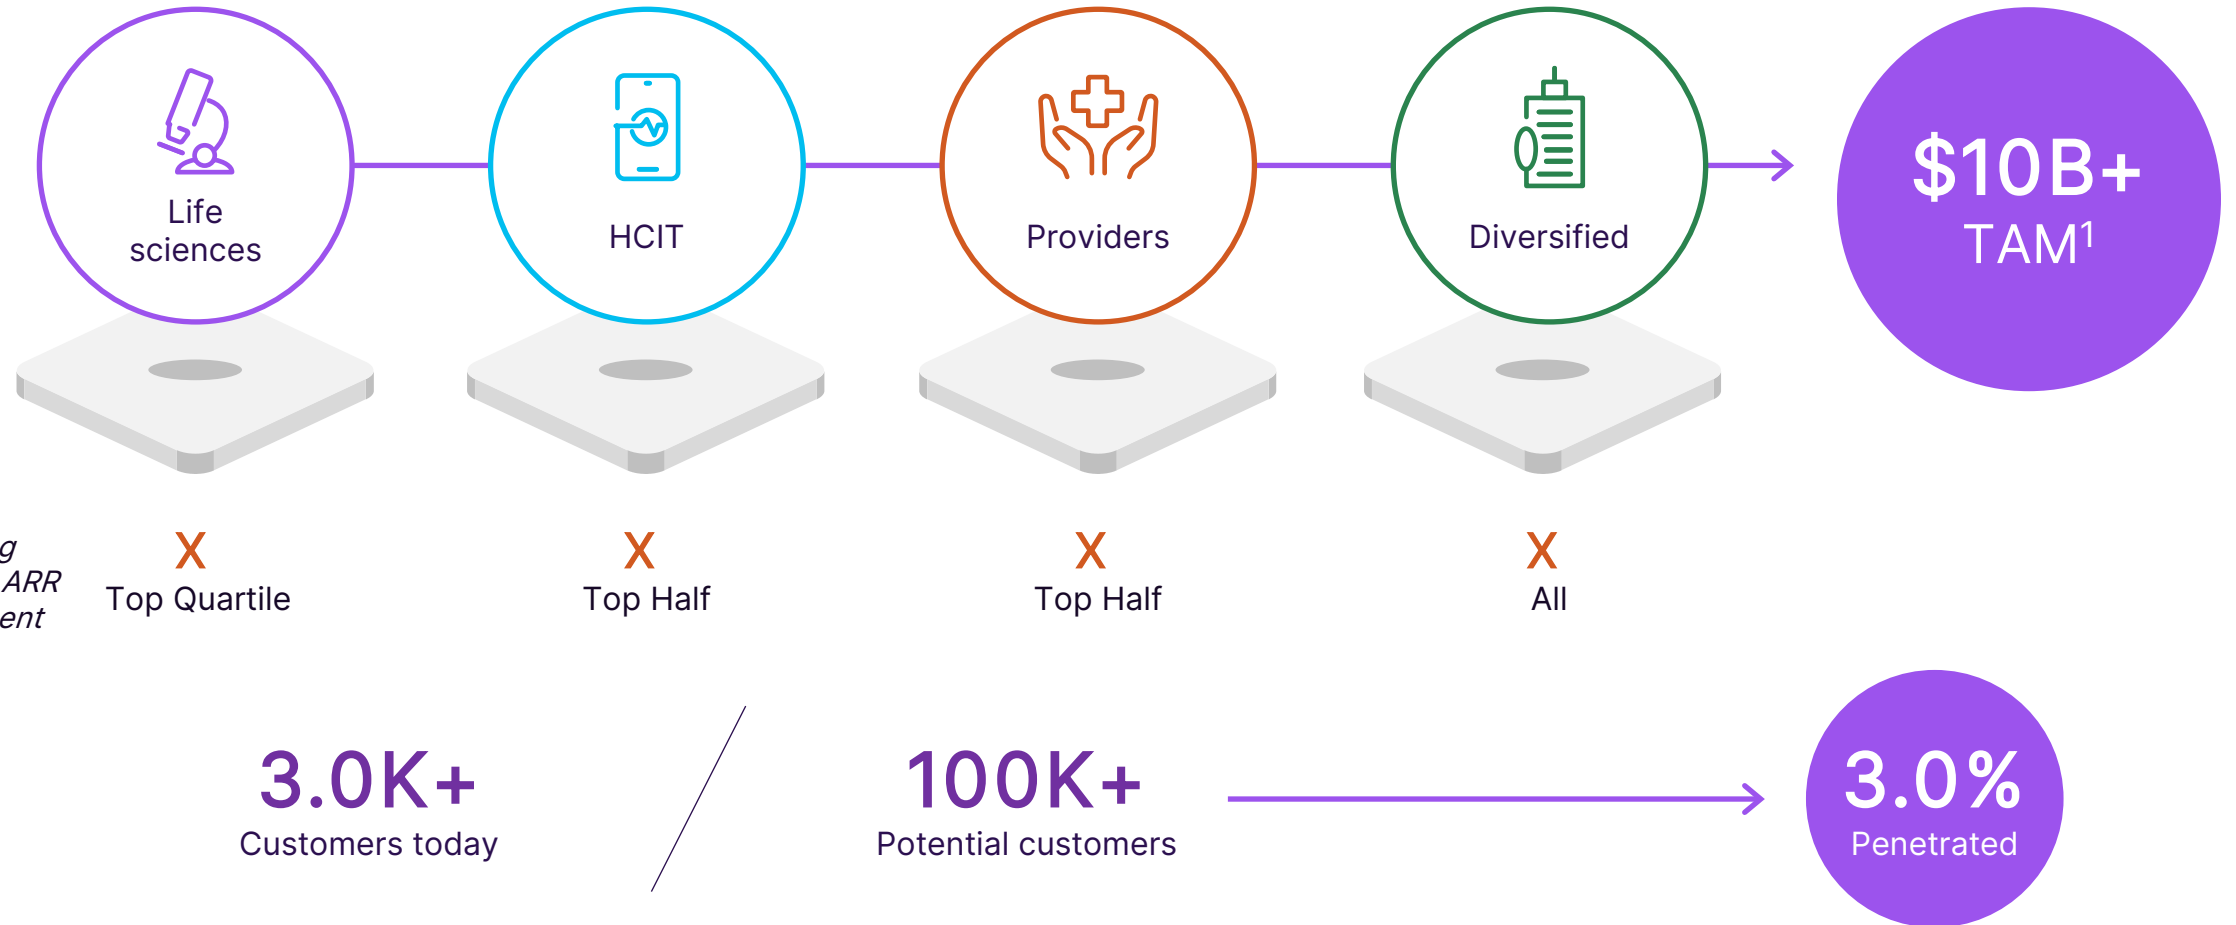 Life
sciences
HCIT
Providers
Diversified
$10B+
TAM¹
ARR
X
Top Quartile
X
Top Half
X
Top Half
X
All
3.0K+
Customers today
100K+
Potential customers
3.0%
Penetrated